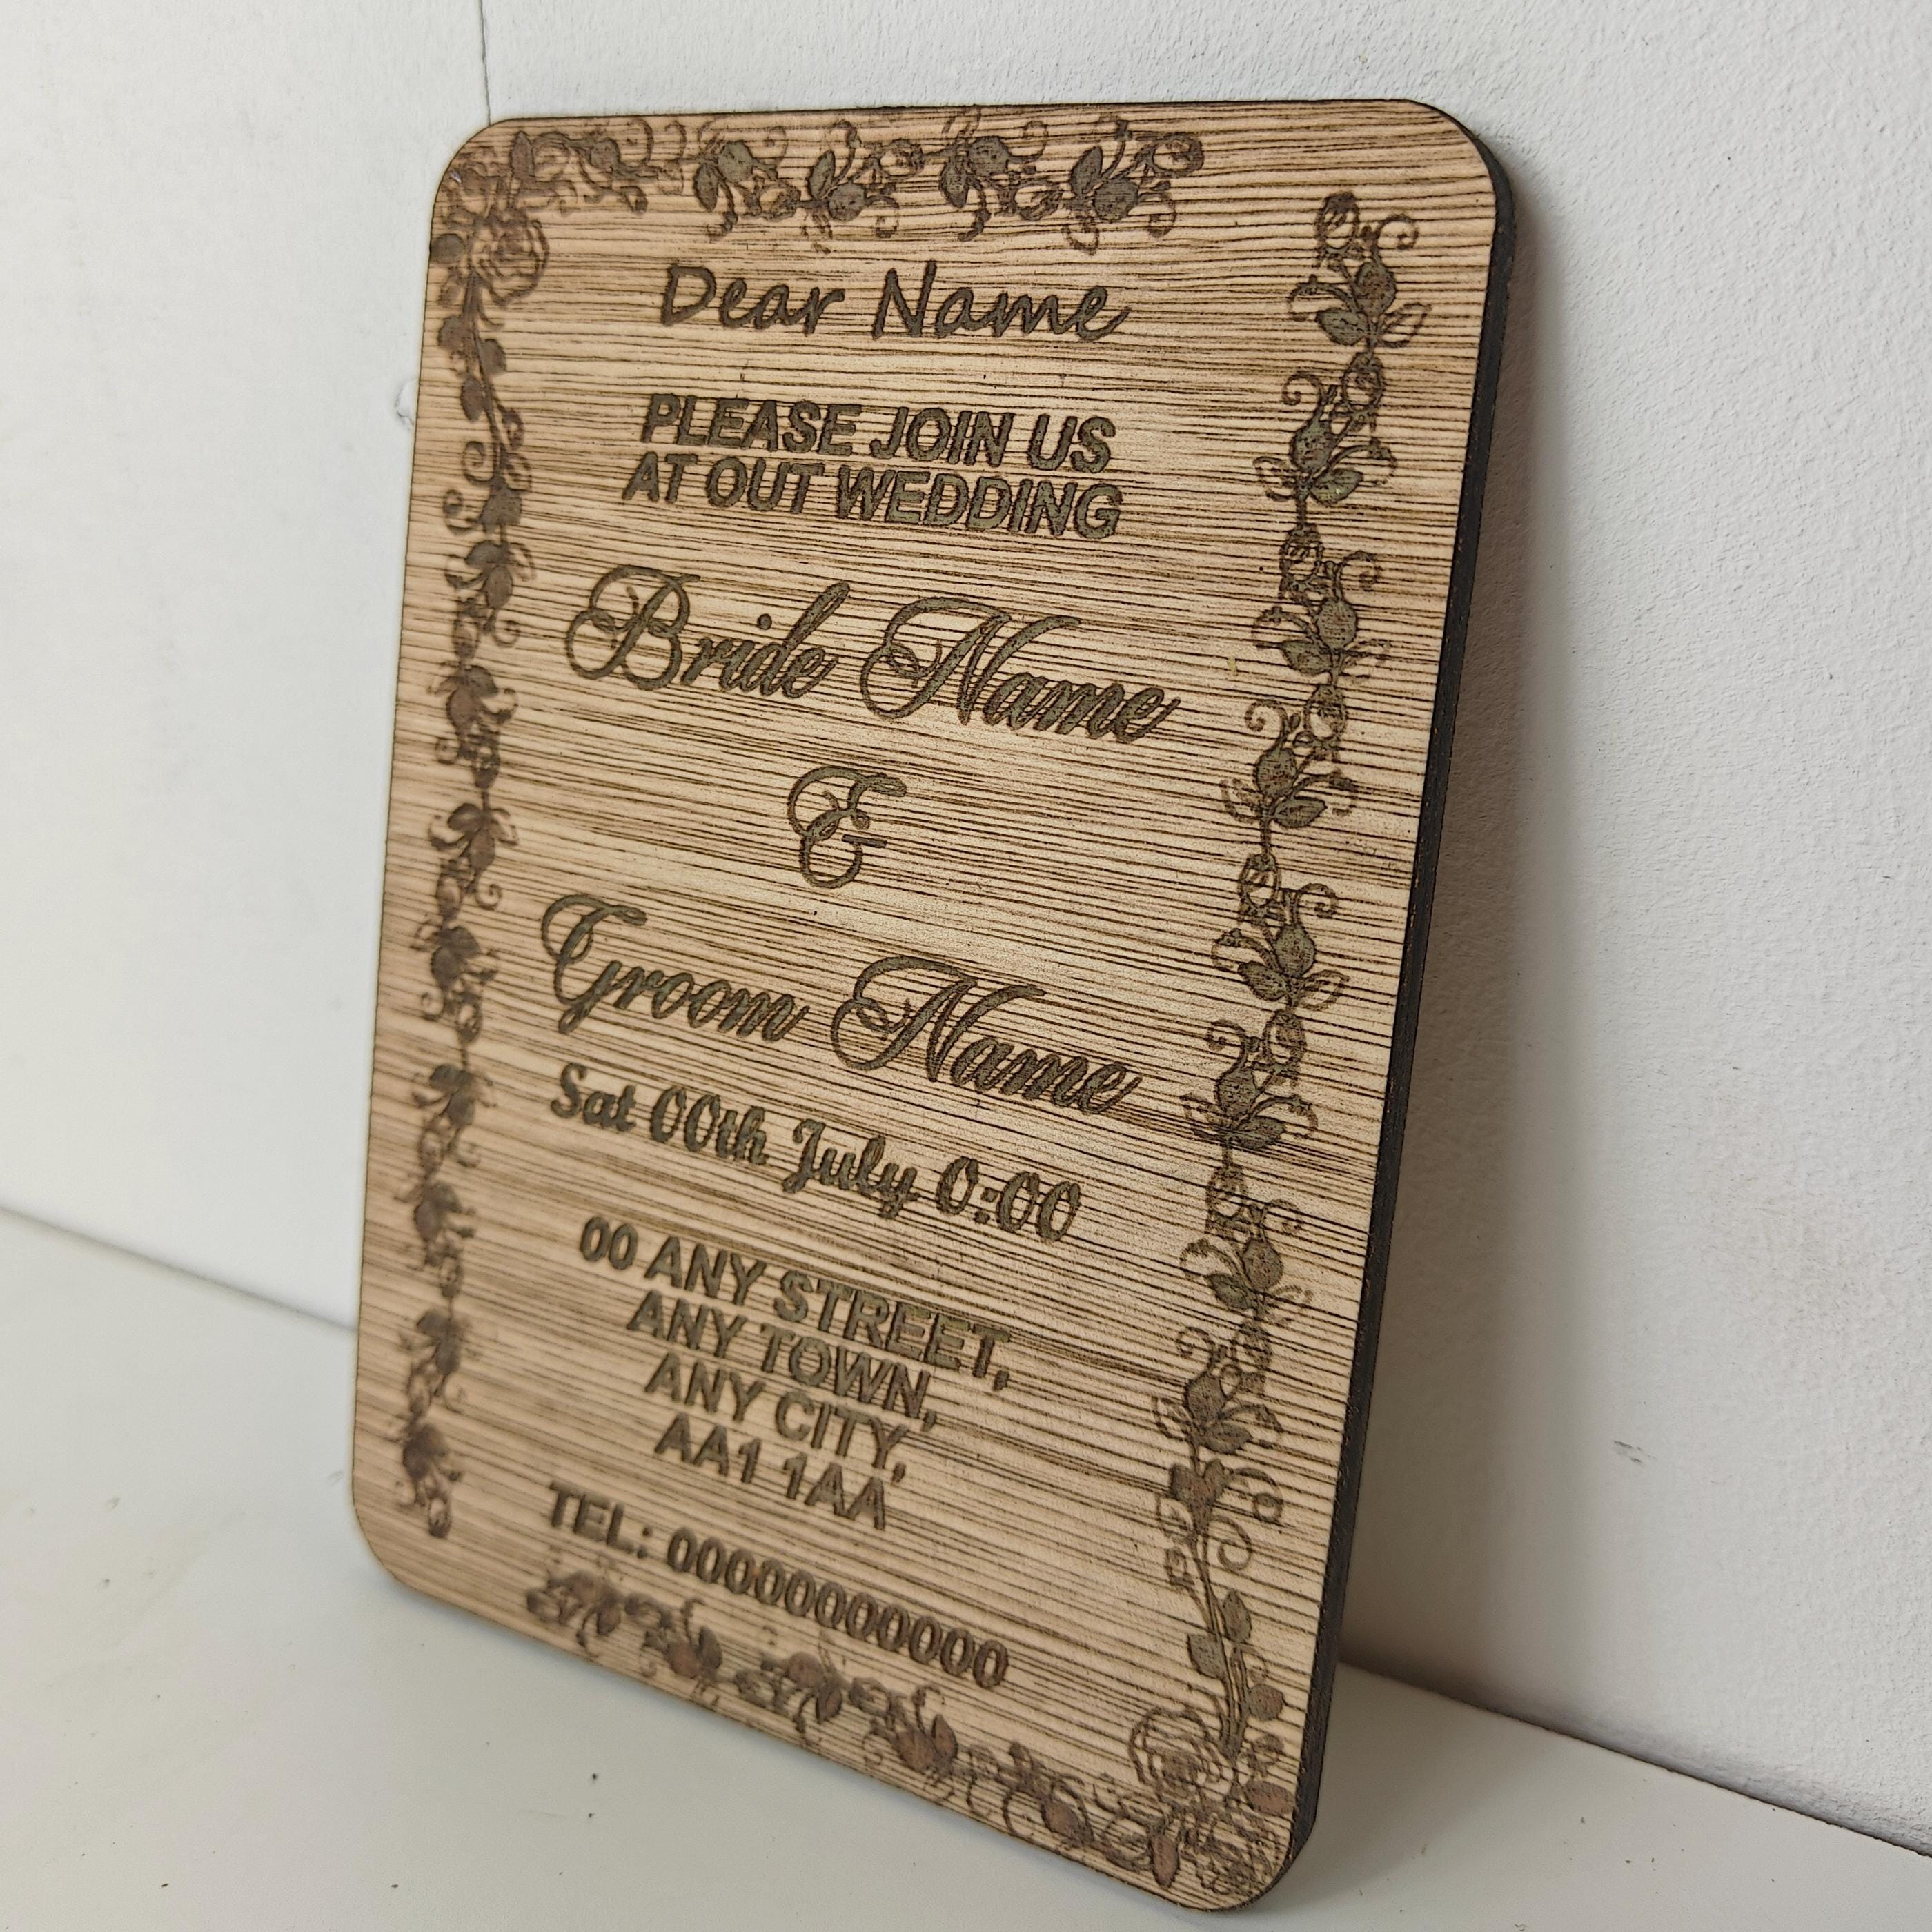 Dear Name
PLEASE JOIN US
AT OUT WEDDING
Bride Name
&
Groom Name
Sat 00th July 0:00
00 ANY STREET,
ANY TOWN,
ANY CITY,
AA1 1AA
TEL: 00000000000